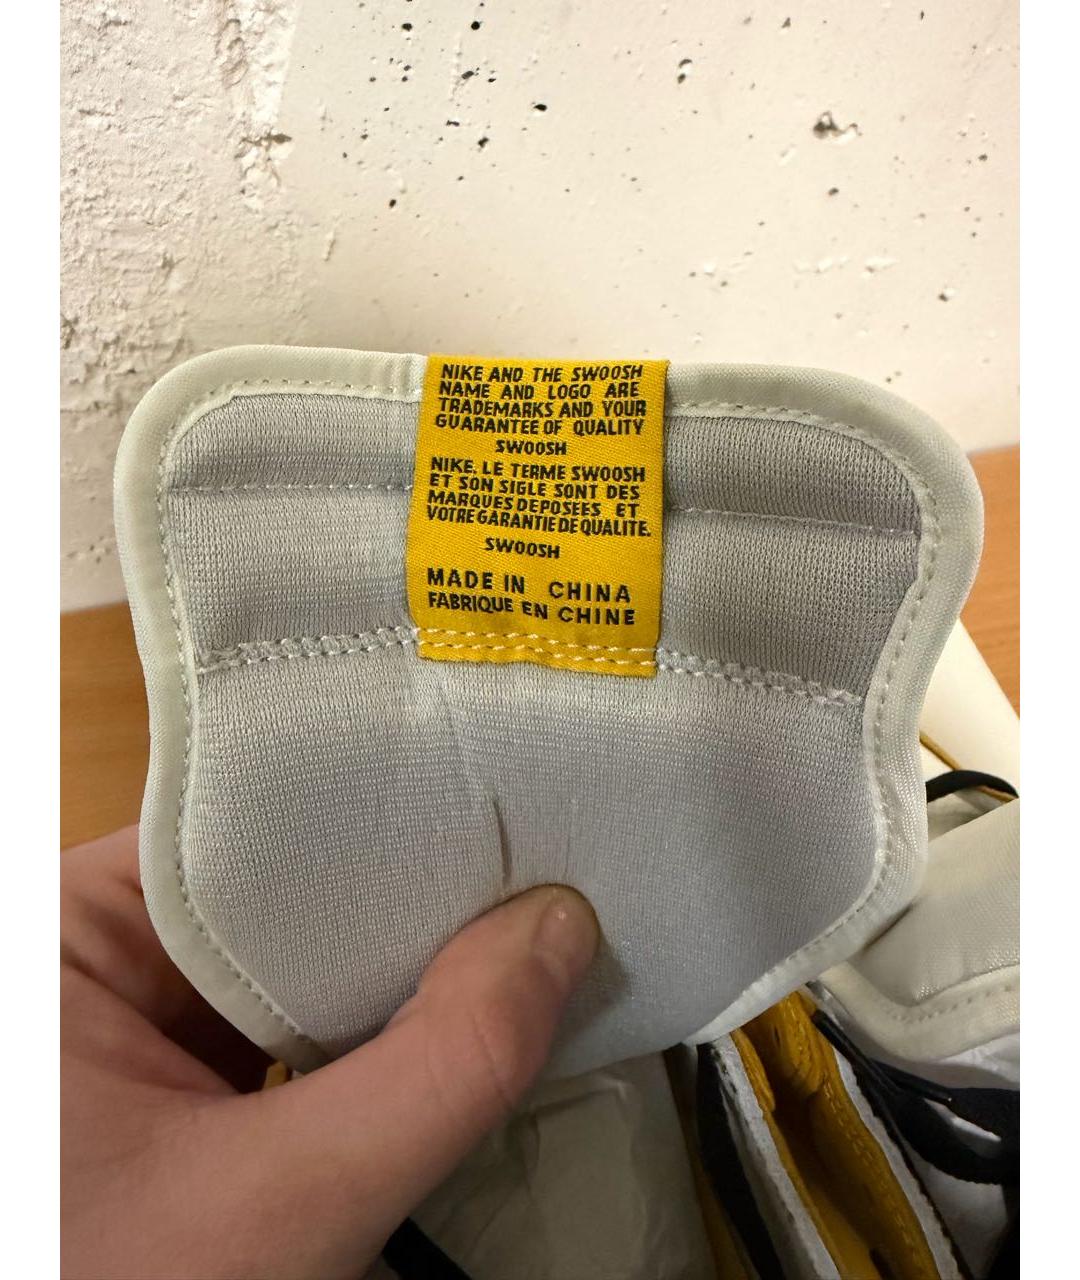 NIKE AND THE SWOOSH
NAME AND LOGO ARE
TRADEMARKS AND YOUR
GUARANTEE OF QUALITY
SWOOSH
NIKE. LE TERME SWOOSH
ET SON SIGLE SONT DES
MARQUES DEPOSEES ET
VOTRE GARANTIE DE QUALITE.
SWOOSH
MADE IN CHINA
FABRIQUE EN CHINE